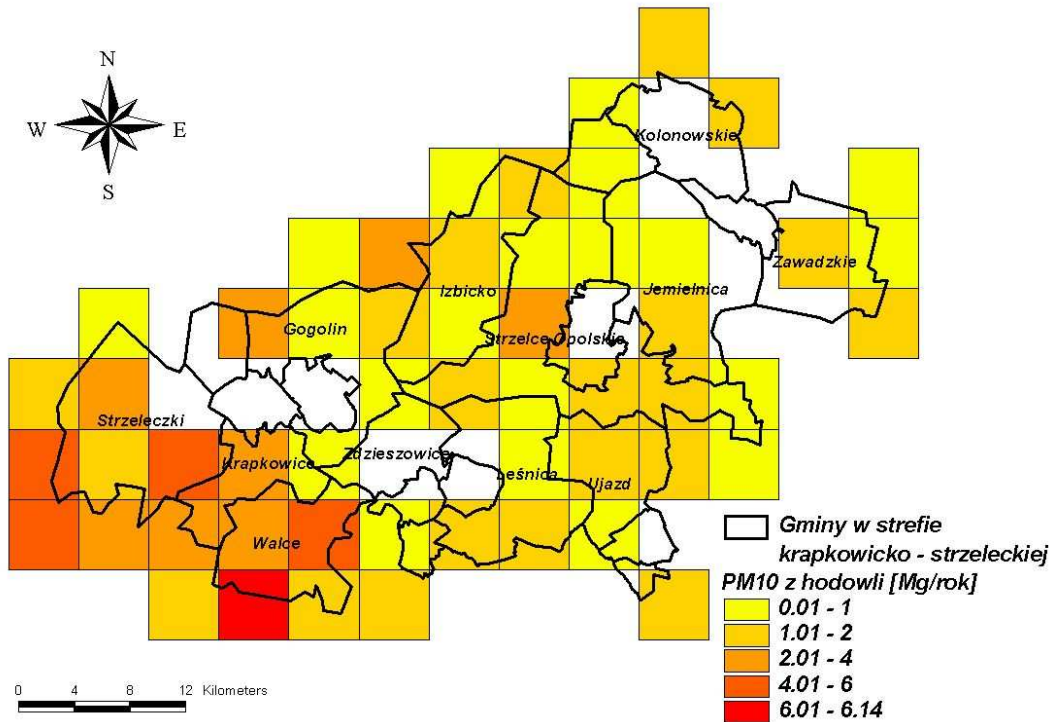 N
W E
S
Kolonowskie
Zawadzkie
Izbicko
Jemielnica
Gogolin
Strzelce Opolskie
Strzeleczki
Krapkowice
Zdzieszowice
Leśnica
Ujazd
Walce
Gminy w strefie
krapkowicko - strzeleckiej
PM10 z hodowli [Mg/rok]
0.01 - 1
1.01 - 2
2.01 - 4
4.01 - 6
6.01 - 6.14
0 4 8 12 Kilometers